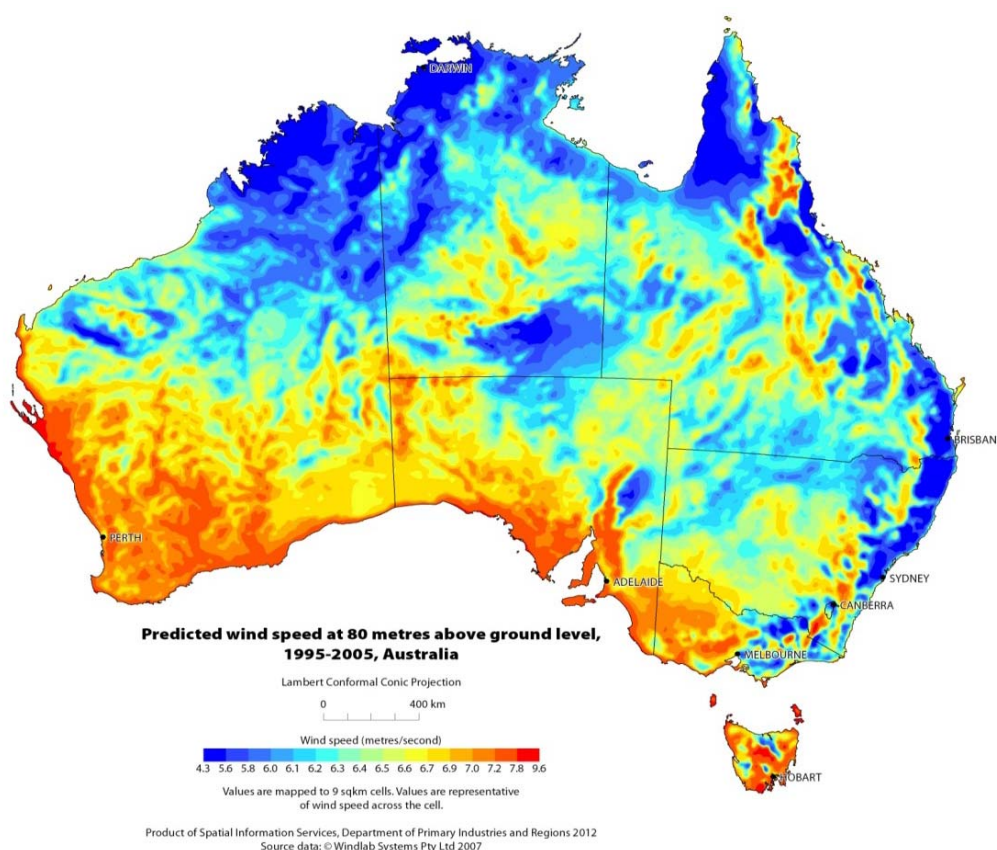 DARWIN
BRISBAN
PERTH
SYDNEY
ADELAIDE
CANBERRA
MELBOURNE
HOBART
Predicted wind speed at 80 metres above ground level,
1995-2005, Australia
Lambert Conformal Conic Projection
0 400 km
Wind speed (metres/second)
4.3 5.6 5.8 6.0 6.1 6.2 6.3 6.4 6.5 6.6 6.7 6.9 7.0 7.2 7.8 9.6
Values are mapped to 9 sqkm cells. Values are representative
of wind speed across the cell.
Product of Spatial Information Services, Department of Primary Industries and Regions 2012
Source data: © Windlab Systems Pty Ltd 2007